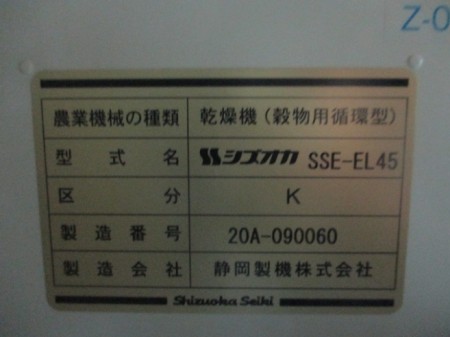 Z-0
農業機械の種類 乾燥機(穀物用循環型)
型式名 シズオカ SSE-EL45
区分 K
製造番号 20A-090060
製造会社 静岡製機株式会社
Shizuoka Seiki